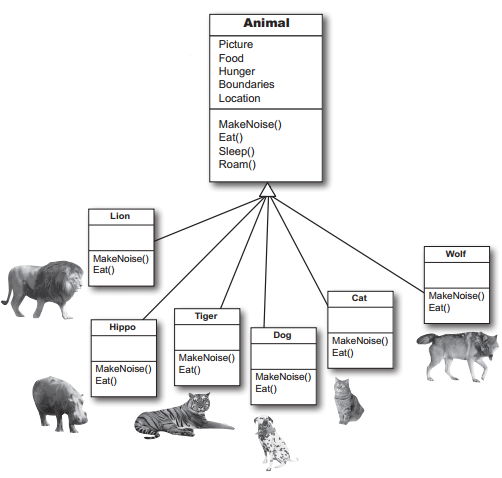 Animal
Picture
Food
Hunger
Boundaries
Location
MakeNoise()
Eat()
Sleep()
Roam()
Lion
MakeNoise()
Eat()
Hippo
MakeNoise()
Eat()
Tiger
MakeNoise()
Eat()
Dog
MakeNoise()
Eat()
Cat
MakeNoise()
Eat()
Wolf
MakeNoise()
Eat()